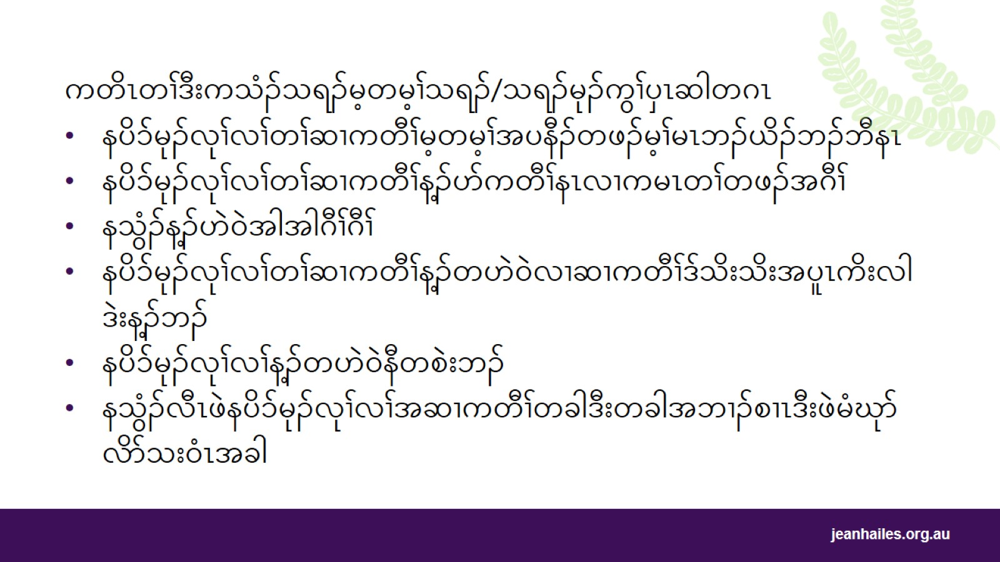 ကတိၤတၢ်ဒီးကသံၣ်သရၣ်မ့တမ့ၢ်သရၣ်/သရၣ်မုၣ်ကွၢ်ပှၤဆါတဂၤ
• နပိာ်မုၣ်လုၢ်လၢ်တၢ်ဆၢကတီၢ်မ့တမ့ၢ်အပနီၣ်တဖၣ်မ့ၢ်မၤဘၣ်ယိၣ်ဘၣ်ဘီနၤ
• နပိာ်မုၣ်လုၢ်လၢ်တၢ်ဆၢကတီၢ်န့ၣ်ဟ်ကတီၢ်နၤလၢကမၤတၢ်တဖၣ်အဂီၢ်
• နသွံၣ်န့ၣ်ဟဲဝဲအါအါဂီၢ်ဂီၢ်
• နပိာ်မုၣ်လုၢ်လၢ်တၢ်ဆၢကတီၢ်န့ၣ်တဟဲဝဲလၢဆၢကတီၢ်ဒ်သိးသိးအပူၤကိးလါ
ဒဲးန့ၣ်ဘၣ်
• နပိာ်မုၣ်လုၢ်လၢ်န့ၣ်တဟဲဝဲနီတစဲးဘၣ်
• နသွံၣ်လီၤဖဲနပိာ်မုၣ်လုၢ်လၢ်အဆၢကတီၢ်တခါဒီးတခါအဘၢၣ်စၢၤဒီးဖဲမံဃုာ်
လိာ်သးဝံၤအခါ
jeanhailes.org.au